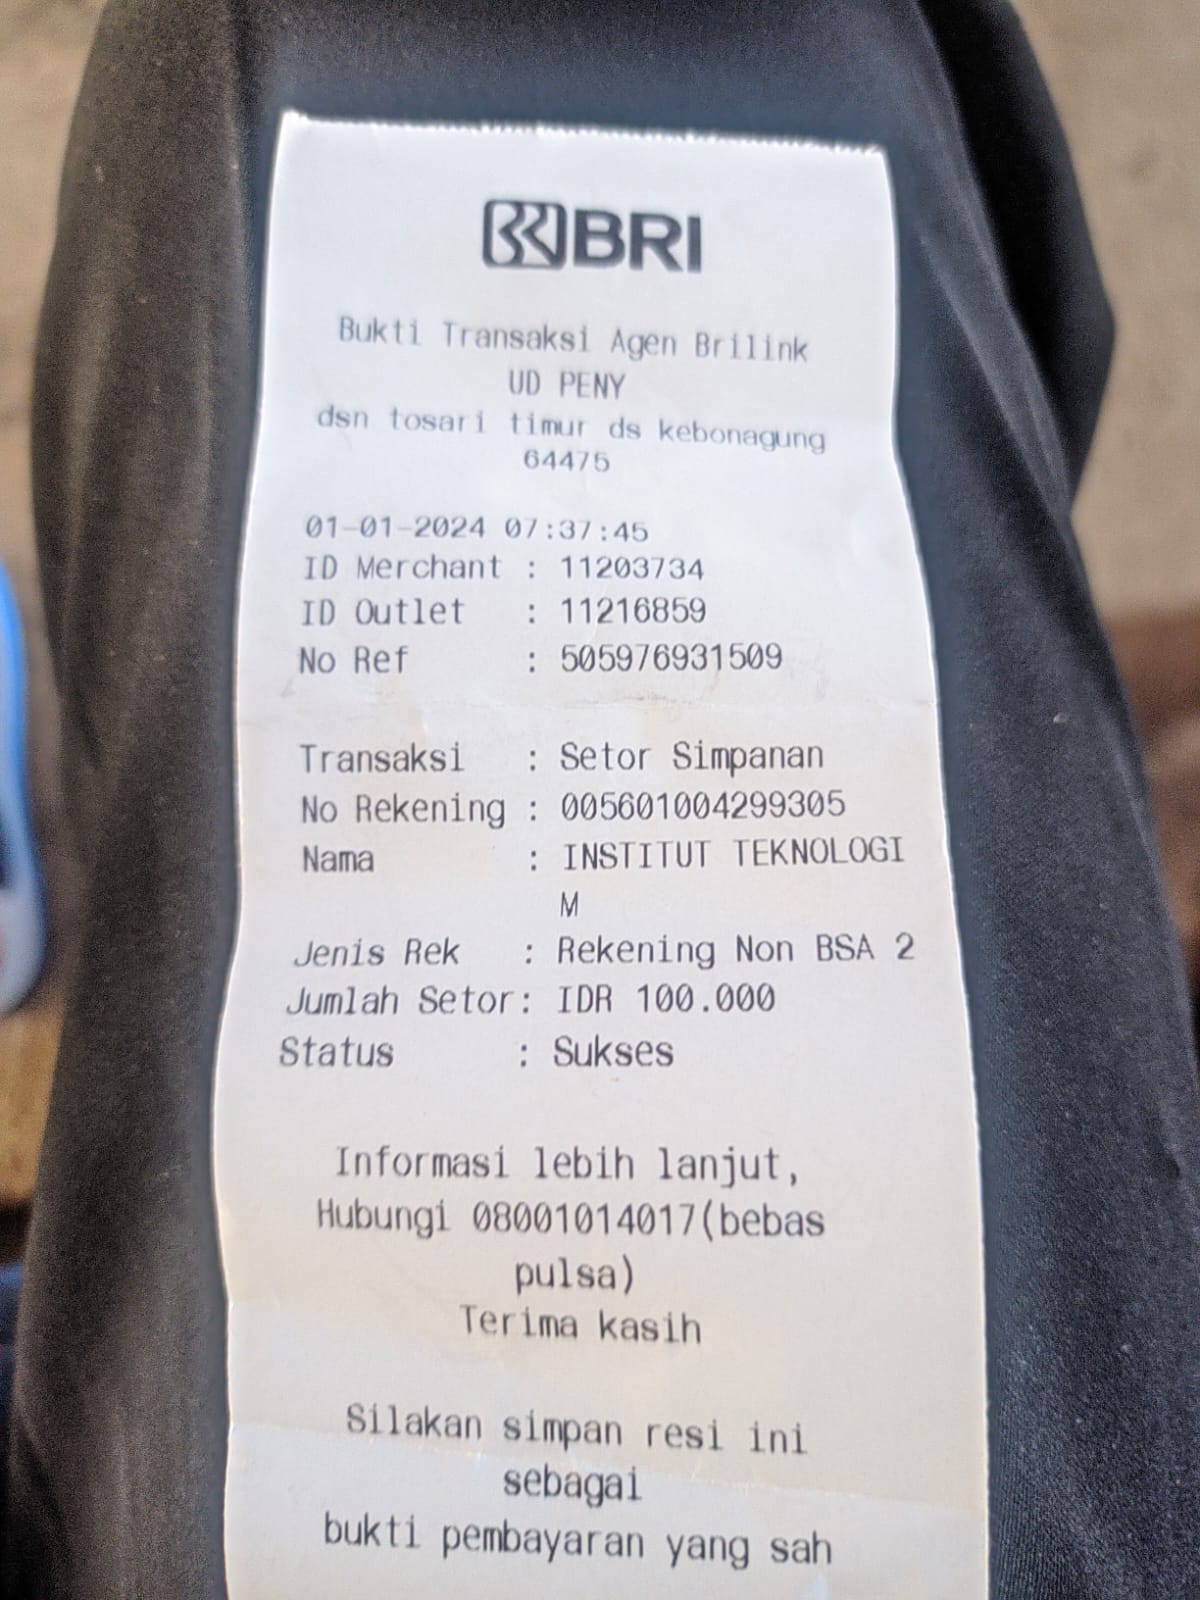 BRI
Bukti Transaksi Agen Brilink
UD PENY
dsn tosari timur ds kebonagung
64475
01-01-2024 07:37:45
ID Merchant : 11203734
ID Outlet : 11216859
No Ref : 505976931509
Transaksi : Setor Simpanan
No Rekening : 005601004299305
Nama : INSTITUT TEKNOLOGI
M
Jenis Rek : Rekening Non BSA 2
Jumlah Setor: IDR 100.000
Status : Sukses
Informasi lebih lanjut,
Hubungi 08001014017(bebas
pulsa)
Terima kasih
Silakan simpan resi ini
sebagai
bukti pembayaran yang sah